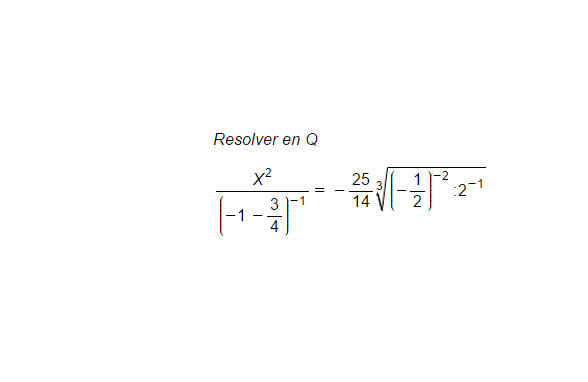 Resolver en Q
x² / (-1 - 3/4)⁻¹ = - 25/14 ∛((-1/2)⁻² :2⁻¹)